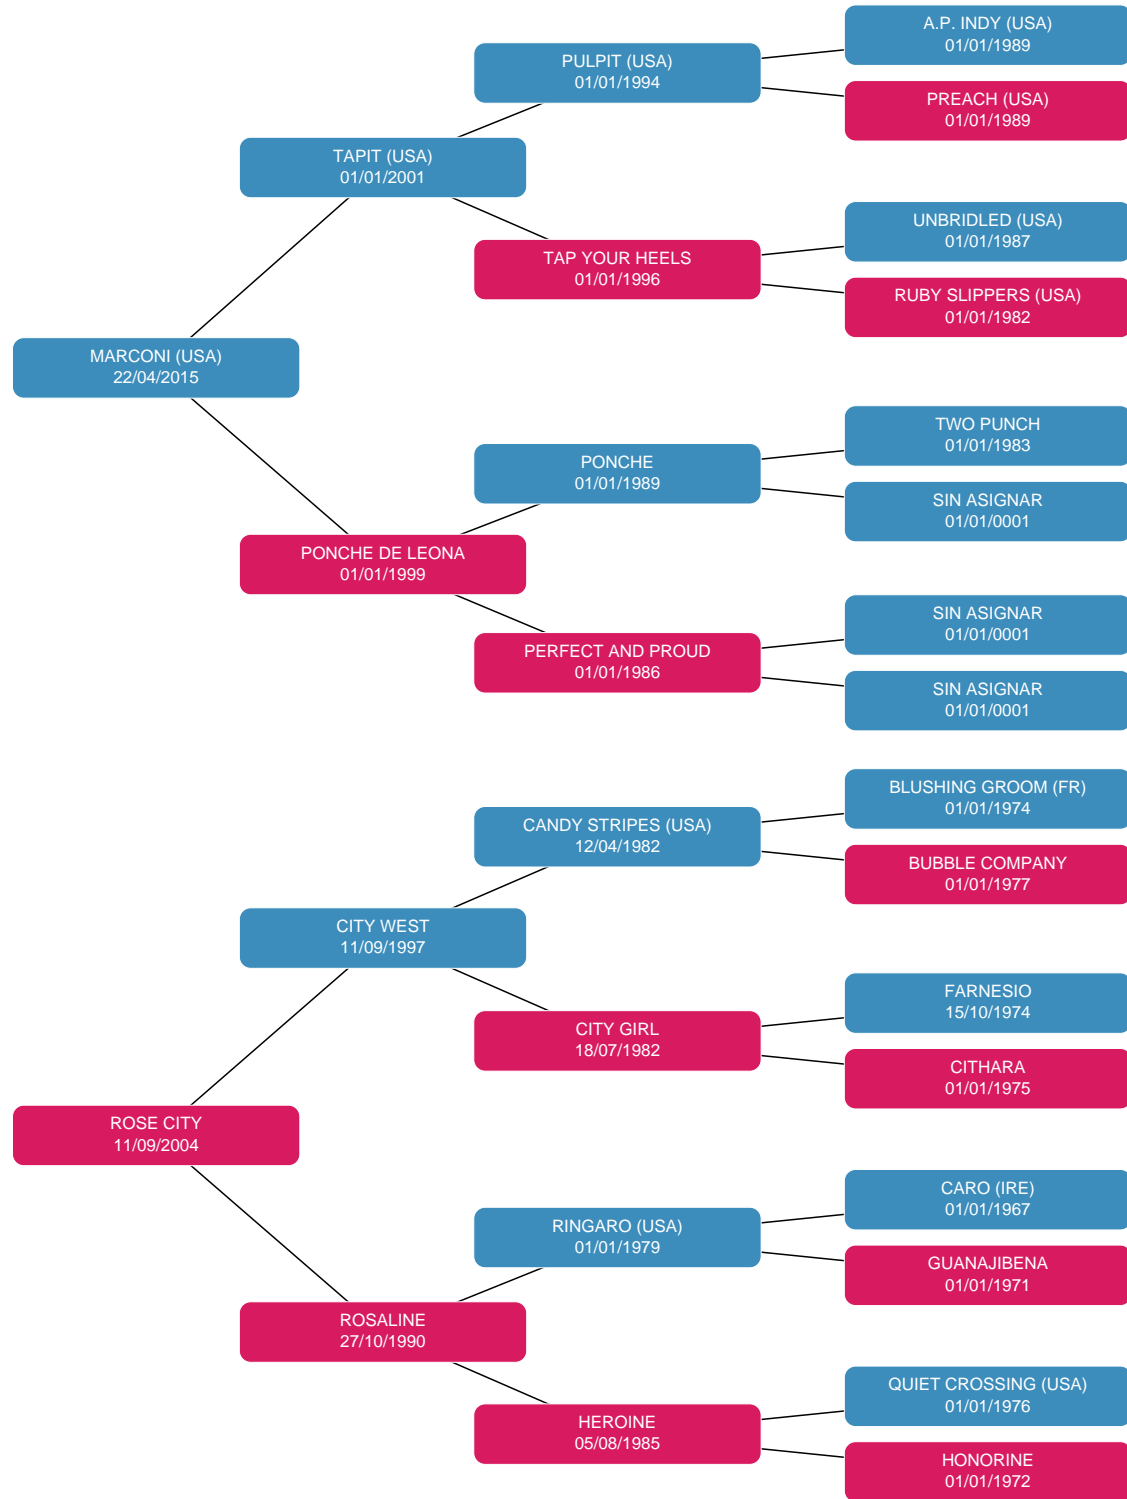 A.P. INDY (USA)
01/01/1989
PULPIT (USA)
01/01/1994
PREACH (USA)
01/01/1989
TAPIT (USA)
01/01/2001
UNBRIDLED (USA)
01/01/1987
TAP YOUR HEELS
01/01/1996
RUBY SLIPPERS (USA)
01/01/1982
MARCONI (USA)
22/04/2015
TWO PUNCH
01/01/1983
PONCHE
01/01/1989
SIN ASIGNAR
01/01/0001
PONCHE DE LEONA
01/01/1999
SIN ASIGNAR
01/01/0001
PERFECT AND PROUD
01/01/1986
SIN ASIGNAR
01/01/0001
BLUSHING GROOM (FR)
01/01/1974
CANDY STRIPES (USA)
12/04/1982
BUBBLE COMPANY
01/01/1977
CITY WEST
11/09/1997
FARNESIO
15/10/1974
CITY GIRL
18/07/1982
CITHARA
01/01/1975
ROSE CITY
11/09/2004
CARO (IRE)
01/01/1967
RINGARO (USA)
01/01/1979
GUANAJIBENA
01/01/1971
ROSALINE
27/10/1990
QUIET CROSSING (USA)
01/01/1976
HEROINE
05/08/1985
HONORINE
01/01/1972